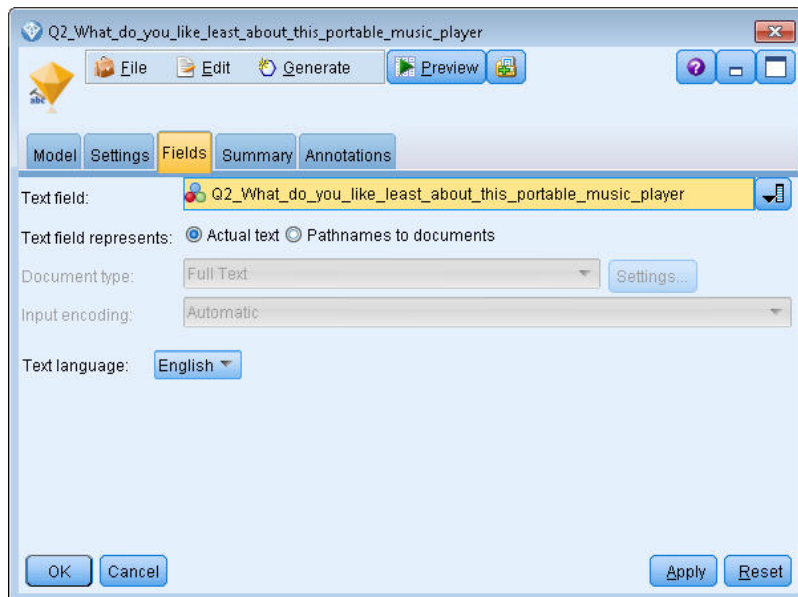 Q2_What_do_you_like_least_about_this_portable_music_player
File Edit Generate Preview
abc
Model Settings Fields Summary Annotations
Text field: Q2_What_do_you_like_least_about_this_portable_music_player
Text field represents: Actual text Pathnames to documents
Document type: Full Text Settings...
Input encoding: Automatic
Text language: English
OK Cancel Apply Reset